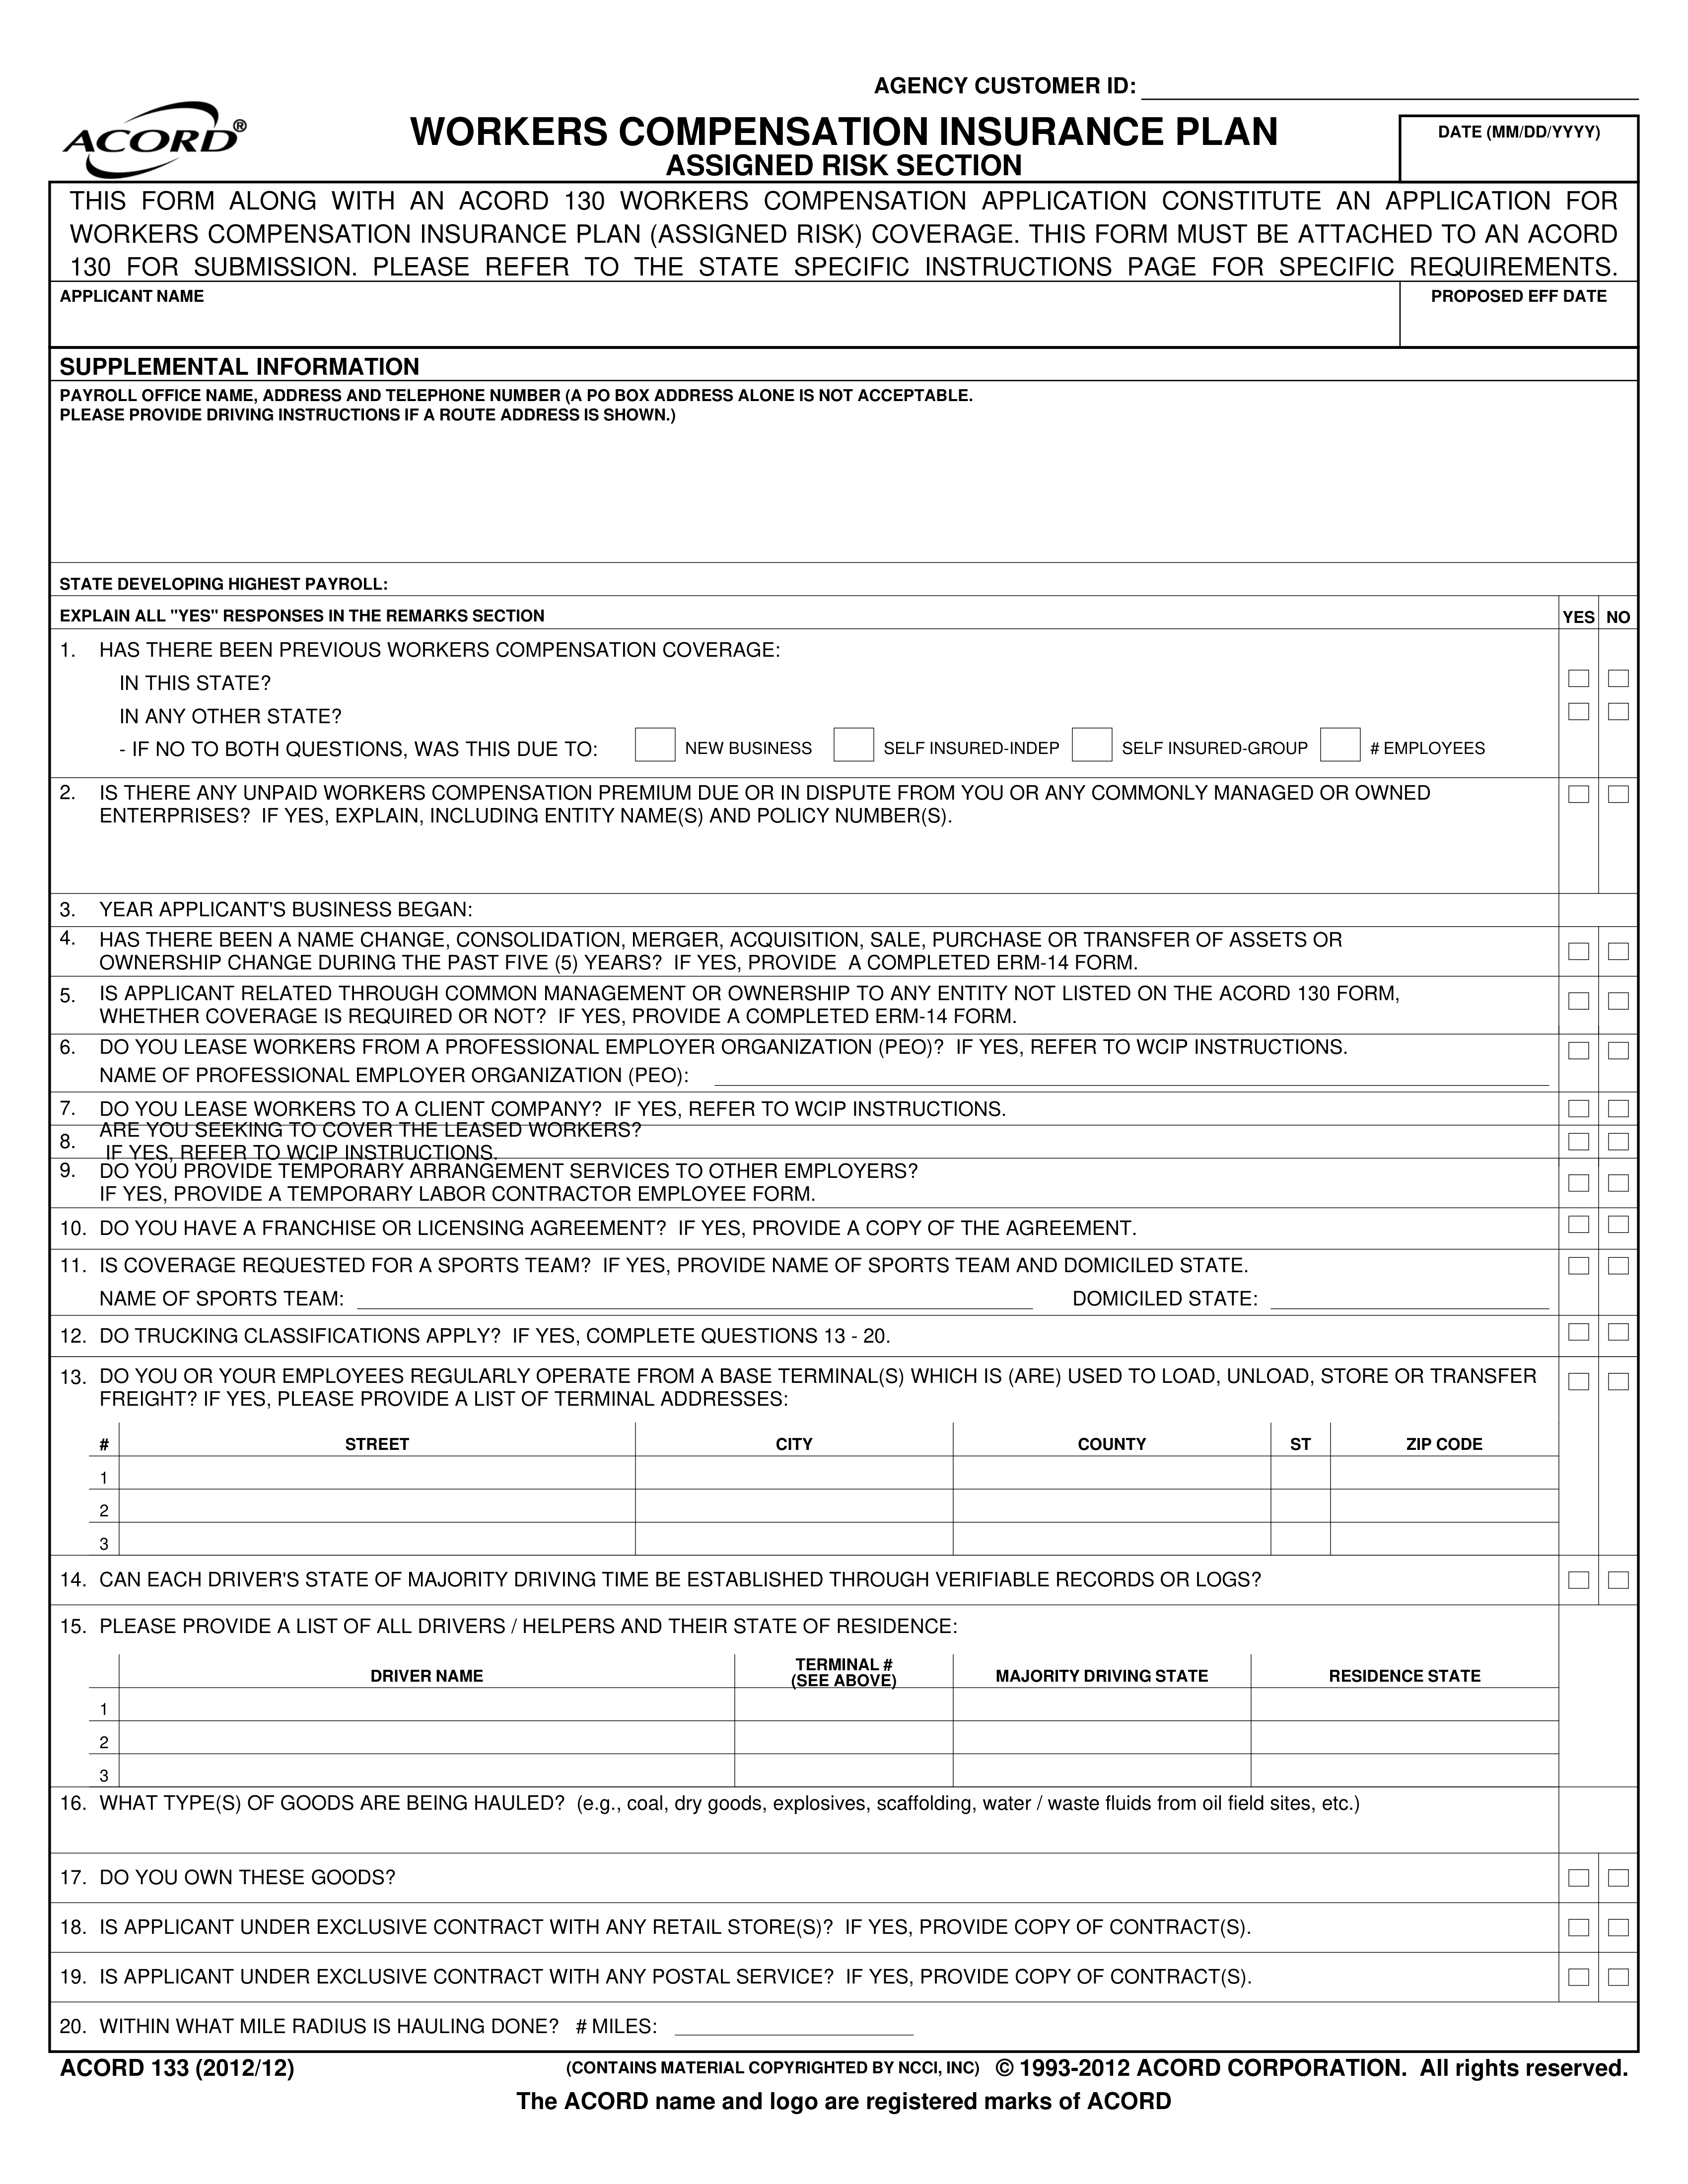 AGENCY CUSTOMER ID:
ACORD®
WORKERS COMPENSATION INSURANCE PLAN
ASSIGNED RISK SECTION
DATE (MM/DD/YYYY)
THIS FORM ALONG WITH AN ACORD 130 WORKERS COMPENSATION APPLICATION CONSTITUTE AN APPLICATION FOR
WORKERS COMPENSATION INSURANCE PLAN (ASSIGNED RISK) COVERAGE. THIS FORM MUST BE ATTACHED TO AN ACORD
130 FOR SUBMISSION. PLEASE REFER TO THE STATE SPECIFIC INSTRUCTIONS PAGE FOR SPECIFIC REQUIREMENTS.
APPLICANT NAME
PROPOSED EFF DATE
SUPPLEMENTAL INFORMATION
PAYROLL OFFICE NAME, ADDRESS AND TELEPHONE NUMBER (A PO BOX ADDRESS ALONE IS NOT ACCEPTABLE.
PLEASE PROVIDE DRIVING INSTRUCTIONS IF A ROUTE ADDRESS IS SHOWN.)
STATE DEVELOPING HIGHEST PAYROLL:
EXPLAIN ALL "YES" RESPONSES IN THE REMARKS SECTION YES NO
1. HAS THERE BEEN PREVIOUS WORKERS COMPENSATION COVERAGE:
IN THIS STATE?
IN ANY OTHER STATE?
- IF NO TO BOTH QUESTIONS, WAS THIS DUE TO: NEW BUSINESS SELF INSURED-INDEP SELF INSURED-GROUP # EMPLOYEES
2. IS THERE ANY UNPAID WORKERS COMPENSATION PREMIUM DUE OR IN DISPUTE FROM YOU OR ANY COMMONLY MANAGED OR OWNED
ENTERPRISES? IF YES, EXPLAIN, INCLUDING ENTITY NAME(S) AND POLICY NUMBER(S).
3. YEAR APPLICANT'S BUSINESS BEGAN:
4. HAS THERE BEEN A NAME CHANGE, CONSOLIDATION, MERGER, ACQUISITION, SALE, PURCHASE OR TRANSFER OF ASSETS OR
OWNERSHIP CHANGE DURING THE PAST FIVE (5) YEARS? IF YES, PROVIDE A COMPLETED ERM-14 FORM.
5. IS APPLICANT RELATED THROUGH COMMON MANAGEMENT OR OWNERSHIP TO ANY ENTITY NOT LISTED ON THE ACORD 130 FORM,
WHETHER COVERAGE IS REQUIRED OR NOT? IF YES, PROVIDE A COMPLETED ERM-14 FORM.
6. DO YOU LEASE WORKERS FROM A PROFESSIONAL EMPLOYER ORGANIZATION (PEO)? IF YES, REFER TO WCIP INSTRUCTIONS.
NAME OF PROFESSIONAL EMPLOYER ORGANIZATION (PEO):
7. DO YOU LEASE WORKERS TO A CLIENT COMPANY? IF YES, REFER TO WCIP INSTRUCTIONS.
8. ARE YOU SEEKING TO COVER THE LEASED WORKERS?
IF YES, REFER TO WCIP INSTRUCTIONS.
9. DO YOU PROVIDE TEMPORARY ARRANGEMENT SERVICES TO OTHER EMPLOYERS?
IF YES, PROVIDE A TEMPORARY LABOR CONTRACTOR EMPLOYEE FORM.
10. DO YOU HAVE A FRANCHISE OR LICENSING AGREEMENT? IF YES, PROVIDE A COPY OF THE AGREEMENT.
11. IS COVERAGE REQUESTED FOR A SPORTS TEAM? IF YES, PROVIDE NAME OF SPORTS TEAM AND DOMICILED STATE.
NAME OF SPORTS TEAM: DOMICILED STATE:
12. DO TRUCKING CLASSIFICATIONS APPLY? IF YES, COMPLETE QUESTIONS 13 - 20.
13. DO YOU OR YOUR EMPLOYEES REGULARLY OPERATE FROM A BASE TERMINAL(S) WHICH IS (ARE) USED TO LOAD, UNLOAD, STORE OR TRANSFER
FREIGHT? IF YES, PLEASE PROVIDE A LIST OF TERMINAL ADDRESSES:
# STREET CITY COUNTY ST ZIP CODE
1
2
3
14. CAN EACH DRIVER'S STATE OF MAJORITY DRIVING TIME BE ESTABLISHED THROUGH VERIFIABLE RECORDS OR LOGS?
15. PLEASE PROVIDE A LIST OF ALL DRIVERS / HELPERS AND THEIR STATE OF RESIDENCE:
DRIVER NAME TERMINAL # (SEE ABOVE) MAJORITY DRIVING STATE RESIDENCE STATE
1
2
3
16. WHAT TYPE(S) OF GOODS ARE BEING HAULED? (e.g., coal, dry goods, explosives, scaffolding, water / waste fluids from oil field sites, etc.)
17. DO YOU OWN THESE GOODS?
18. IS APPLICANT UNDER EXCLUSIVE CONTRACT WITH ANY RETAIL STORE(S)? IF YES, PROVIDE COPY OF CONTRACT(S).
19. IS APPLICANT UNDER EXCLUSIVE CONTRACT WITH ANY POSTAL SERVICE? IF YES, PROVIDE COPY OF CONTRACT(S).
20. WITHIN WHAT MILE RADIUS IS HAULING DONE? # MILES:
ACORD 133 (2012/12) (CONTAINS MATERIAL COPYRIGHTED BY NCCI, INC) © 1993-2012 ACORD CORPORATION. All rights reserved.
The ACORD name and logo are registered marks of ACORD